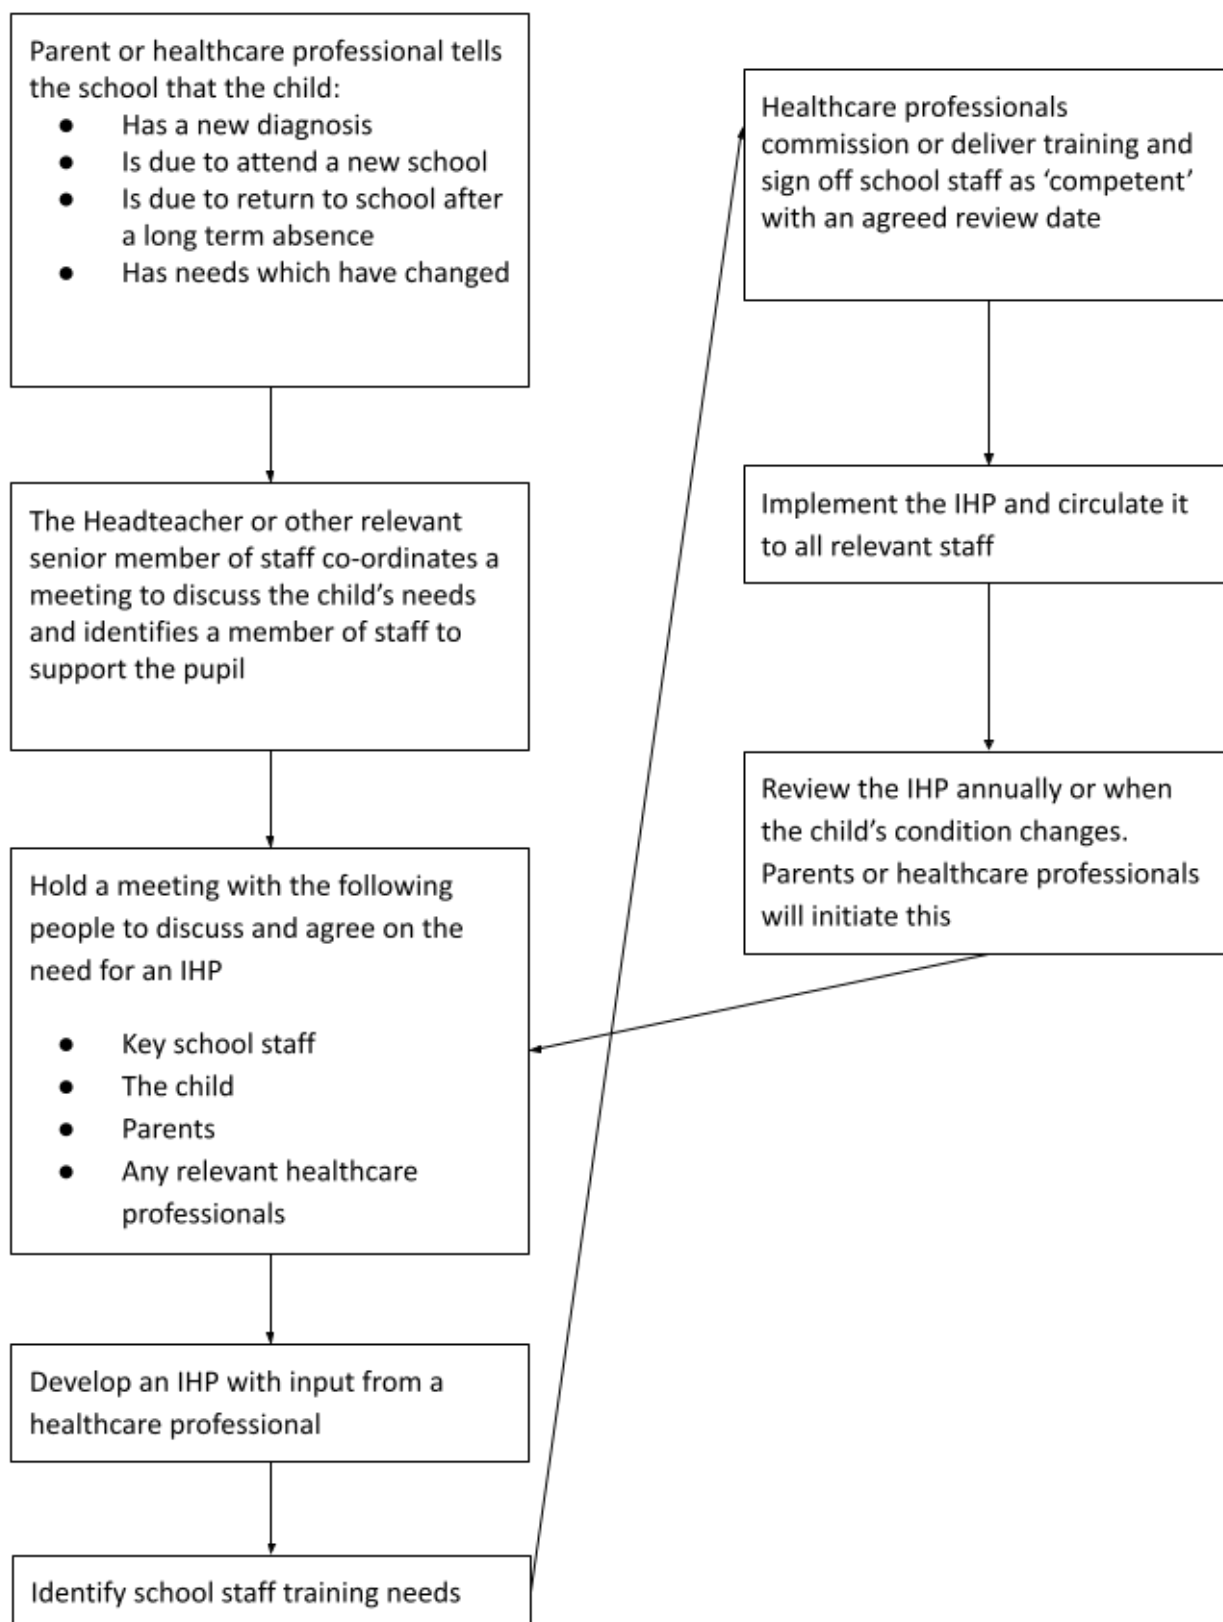 Parent or healthcare professional tells
the school that the child:
● Has a new diagnosis
● Is due to attend a new school
● Is due to return to school after
a long term absence
● Has needs which have changed
The Headteacher or other relevant
senior member of staff co-ordinates a
meeting to discuss the child’s needs
and identifies a member of staff to
support the pupil
Hold a meeting with the following
people to discuss and agree on the
need for an IHP
● Key school staff
● The child
● Parents
● Any relevant healthcare
professionals
Develop an IHP with input from a
healthcare professional
Identify school staff training needs
Healthcare professionals
commission or deliver training and
sign off school staff as ‘competent’
with an agreed review date
Implement the IHP and circulate it
to all relevant staff
Review the IHP annually or when
the child’s condition changes.
Parents or healthcare professionals
will initiate this